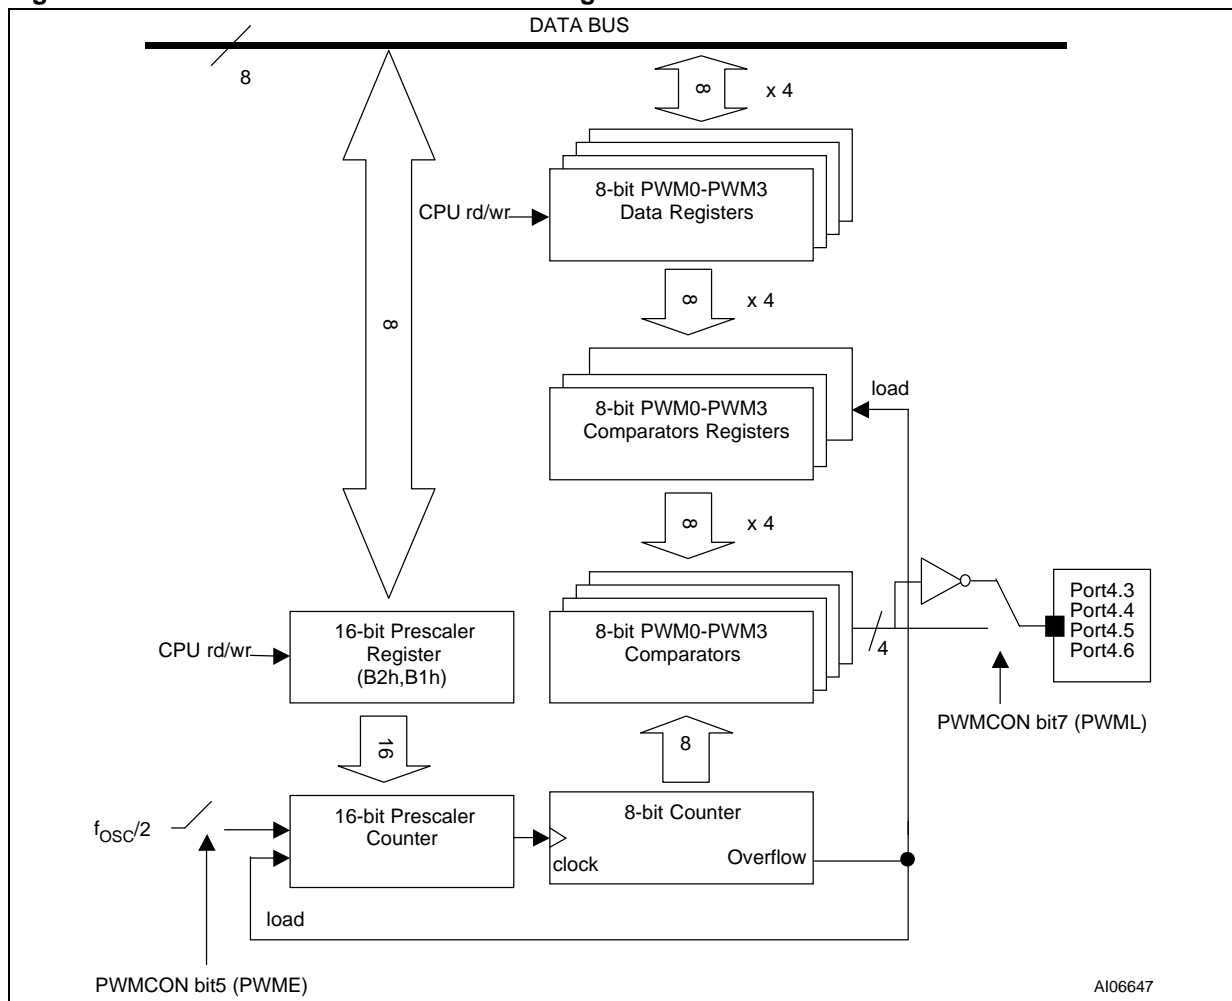 DATA BUS
8
8
x 4
8-bit PWM0-PWM3
Data Registers
CPU rd/wr
8
x 4
8
8-bit PWM0-PWM3
Comparators Registers
load
8
x 4
Port4.3
Port4.4
Port4.5
Port4.6
16-bit Prescaler
Register
(B2h,B1h)
CPU rd/wr
8-bit PWM0-PWM3
Comparators
4
PWMCON bit7 (PWML)
16
8
fOSC/2
16-bit Prescaler
Counter
8-bit Counter
Overflow
clock
load
PWMCON bit5 (PWME)
AI06647